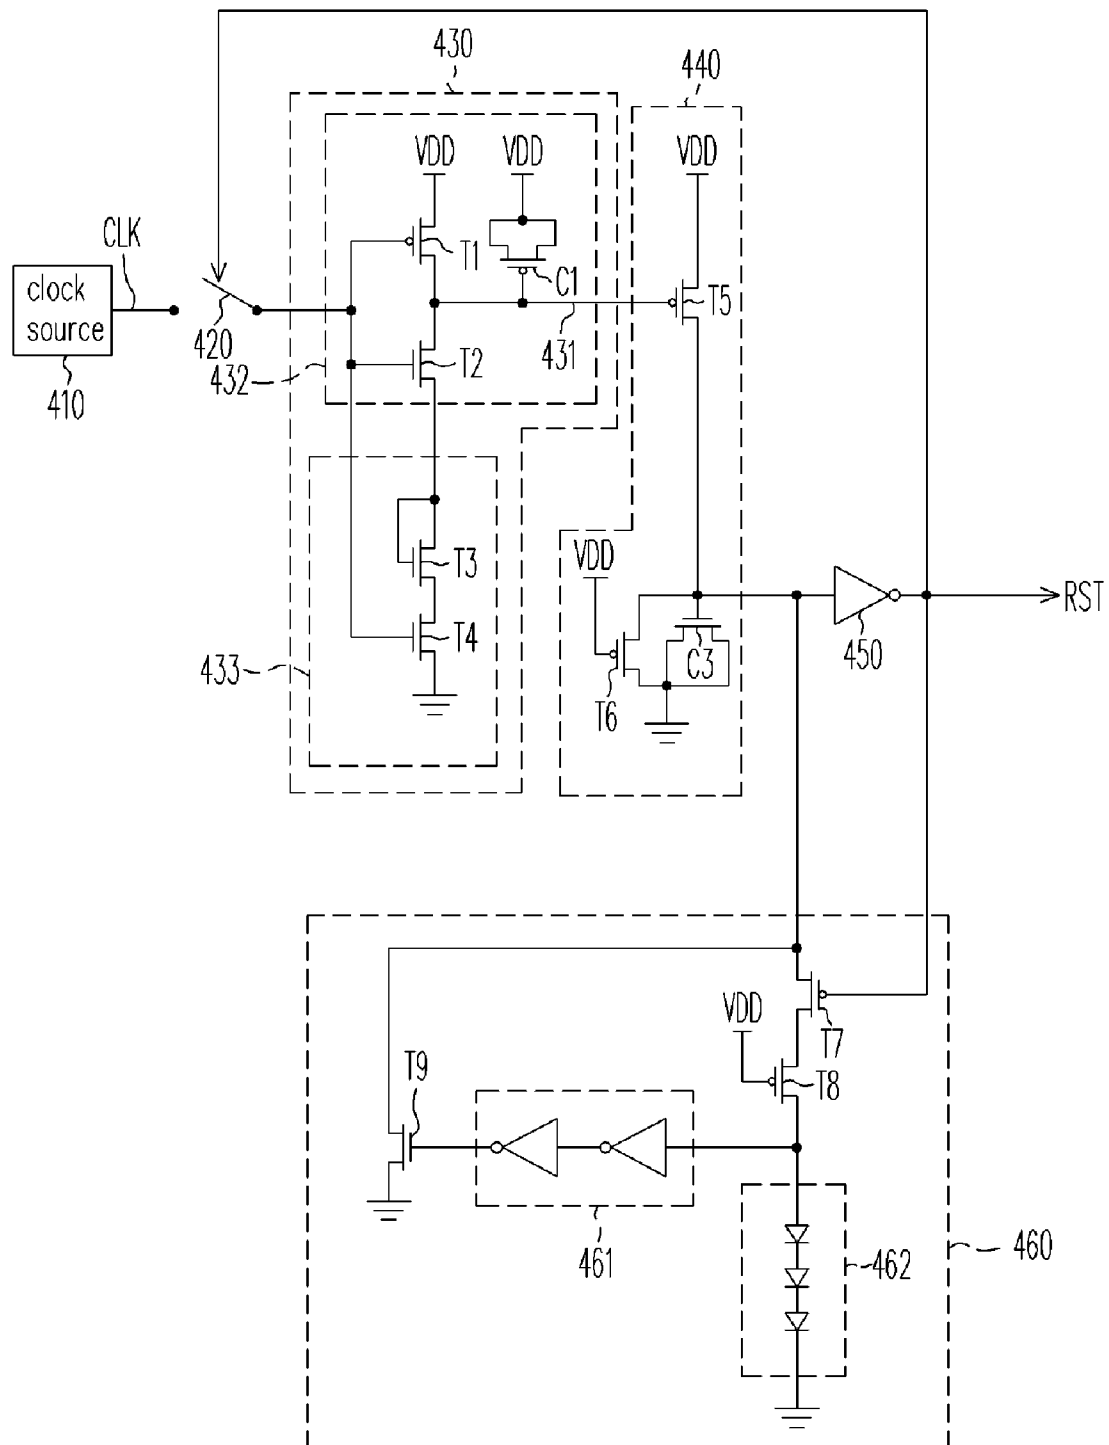 430
440
VDD
VDD
VDD
CLK
T1
C1
T5
clock
source
420
432
T2
431
410
VDD
T3
RST
T4
450
433
C3
T6
VDD
T7
T9
T8
461
462
460